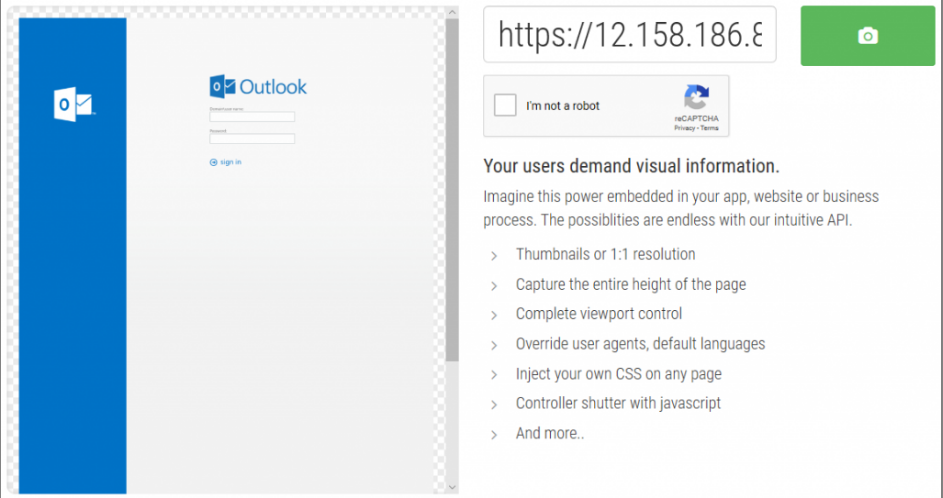 Outlook
Domain\user name:
Password:
sign in
https://12.158.186.8
I'm not a robot
reCAPTCHA
Privacy - Terms
Your users demand visual information.
Imagine this power embedded in your app, website or business
process. The possiblities are endless with our intuitive API.
Thumbnails or 1:1 resolution
Capture the entire height of the page
Complete viewport control
Override user agents, default languages
Inject your own CSS on any page
Controller shutter with javascript
And more..